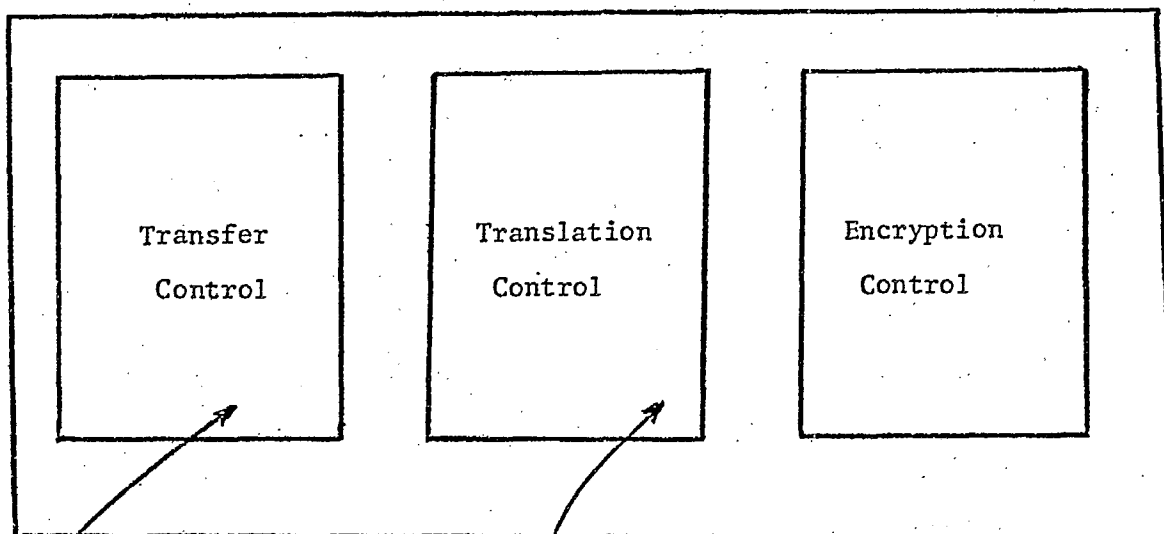 Transfer
Control
Translation
Control
Encryption
Control